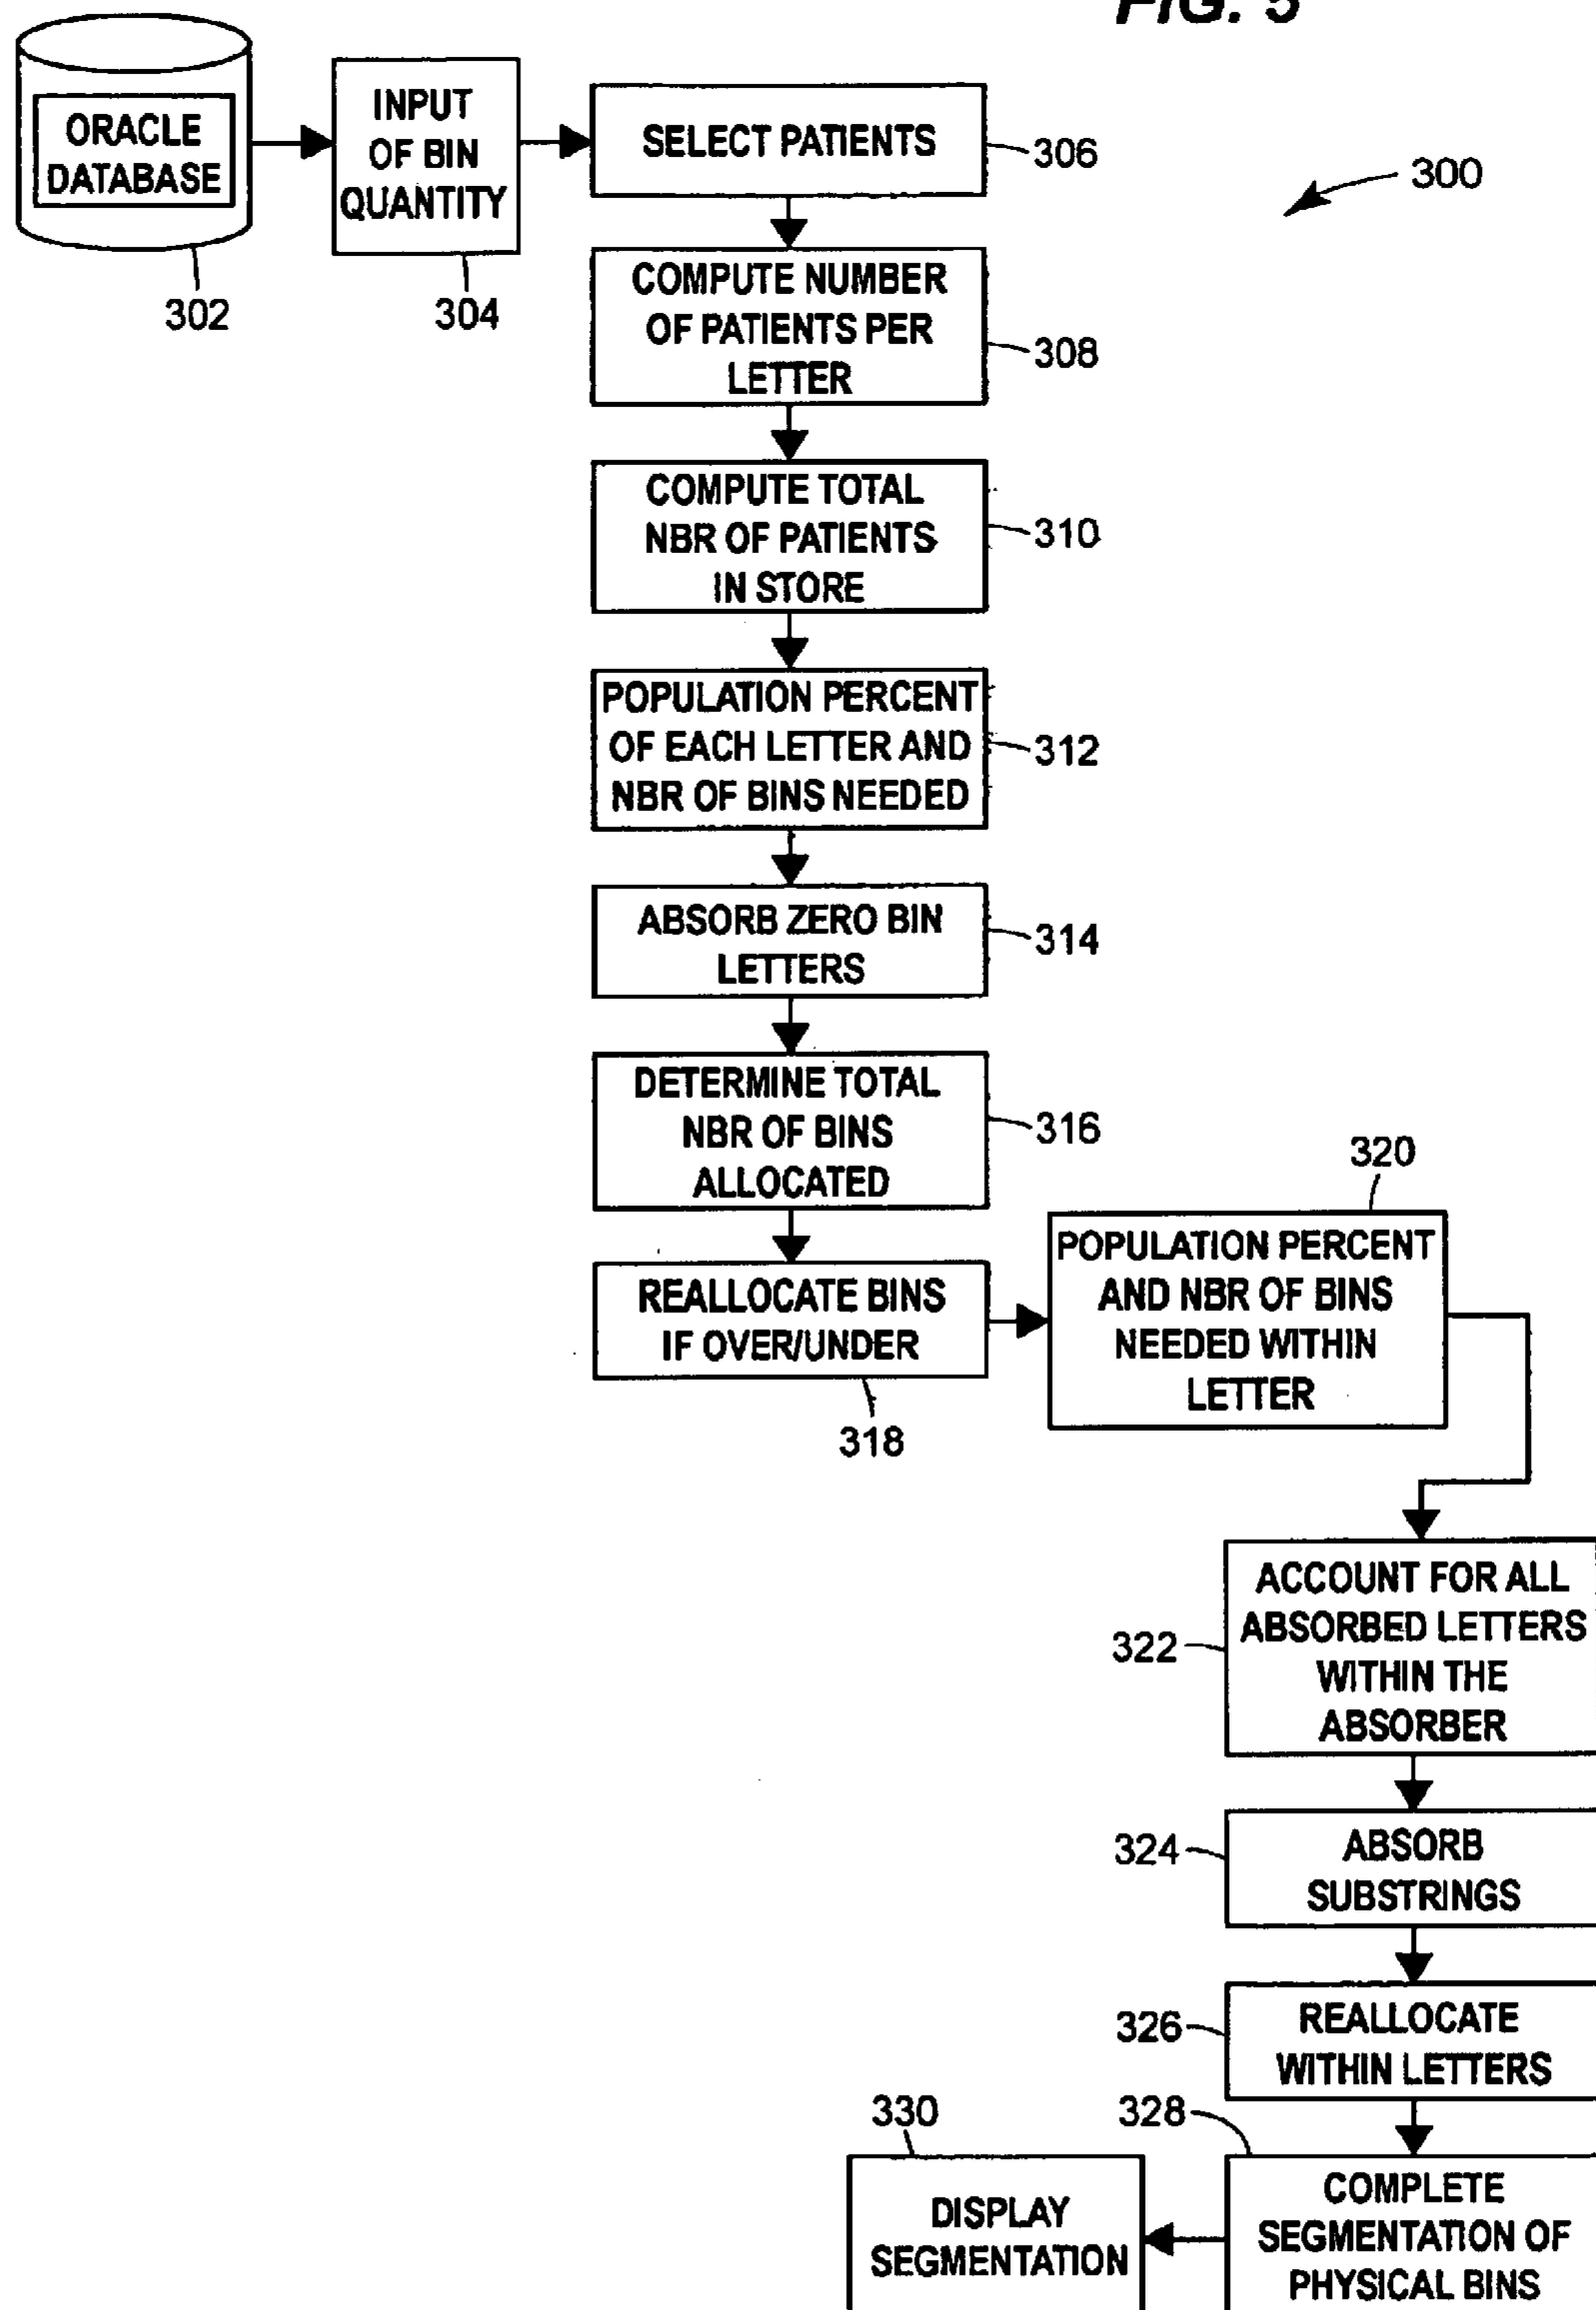 FIG. 5
ORACLE
DATABASE
302
INPUT
OF BIN
QUANTITY
304
SELECT PATIENTS
306
300
COMPUTE NUMBER
OF PATIENTS PER
LETTER
308
COMPUTE TOTAL
NBR OF PATIENTS
IN STORE
310
POPULATION PERCENT
OF EACH LETTER AND
NBR OF BINS NEEDED
312
ABSORB ZERO BIN
LETTERS
314
DETERMINE TOTAL
NBR OF BINS
ALLOCATED
316
REALLOCATE BINS
IF OVER/UNDER
318
320
POPULATION PERCENT
AND NBR OF BINS
NEEDED WITHIN
LETTER
322
ACCOUNT FOR ALL
ABSORBED LETTERS
WITHIN THE
ABSORBER
324
ABSORB
SUBSTRINGS
326
REALLOCATE
WITHIN LETTERS
328
COMPLETE
SEGMENTATION OF
PHYSICAL BINS
330
DISPLAY
SEGMENTATION